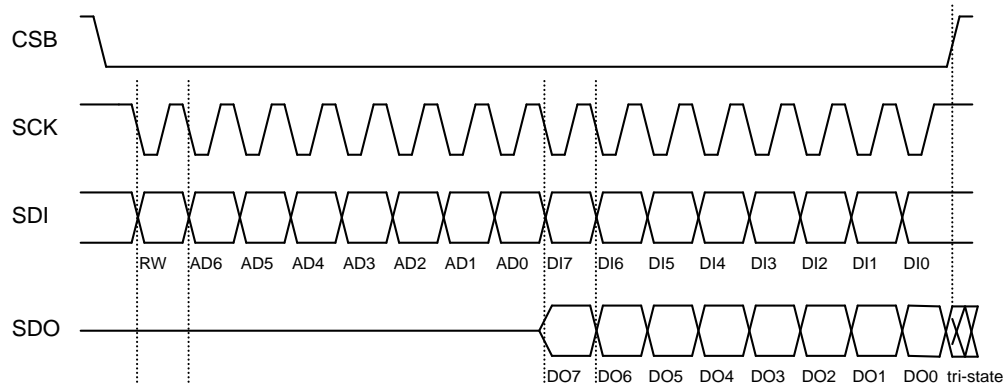 CSB
SCK
SDI
RW AD6 AD5 AD4 AD3 AD2 AD1 AD0 DI7 DI6 DI5 DI4 DI3 DI2 DI1 DI0
SDO
DO7 DO6 DO5 DO4 DO3 DO2 DO1 DO0 tri-state